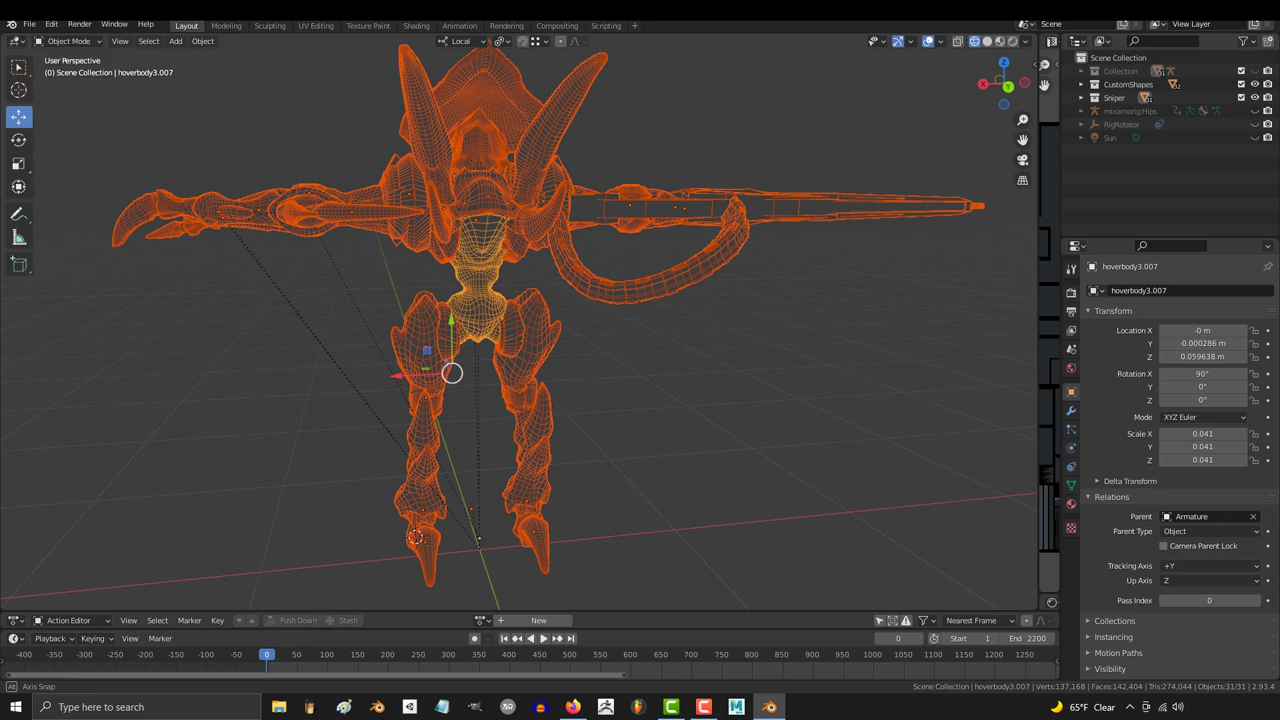 File Edit Render Window Help Layout Modeling Sculpting UV Editing Texture Paint Shading Animation Rendering Compositing Scripting + Scene View Layer
Object Mode View Select Add Object Local
User Perspective
(0) Scene Collection | hoverbody3.007
X
Y
Z
Scene Collection
Collection
CustomShapes 32
Sniper
mixamorig:Hips
RigRotator
Sun
hoverbody3.007
hoverbody3.007
Transform
Location X -0 m
Y -0.000286 m
Z 0.059638 m
Rotation X 90°
Y 0°
Z 0°
Mode XYZ Euler
Scale X 0.041
Y 0.041
Z 0.041
Delta Transform
Relations
Parent Armature
Parent Type Object
Camera Parent Lock
Tracking Axis +Y
Up Axis Z
Pass Index 0
Collections
Instancing
Motion Paths
Visibility
Action Editor View Select Marker Key Push Down Stash + New Nearest Frame
Playback Keying View Marker 0 Start 1 End 2200
-400 -350 -300 -250 -200 -150 -100 -50 0 50 100 150 200 250 300 350 400 450 500 550 600 650 700 750 800 850 900 950 1000 1050 1100 1150 1200 1250
Alt Axis Snap Scene Collection | hoverbody3.007 | Verts:137,168 | Faces:142,404 | Tris:274,044 | Objects:31/31 | 2.93.4
Type here to search 65°F Clear